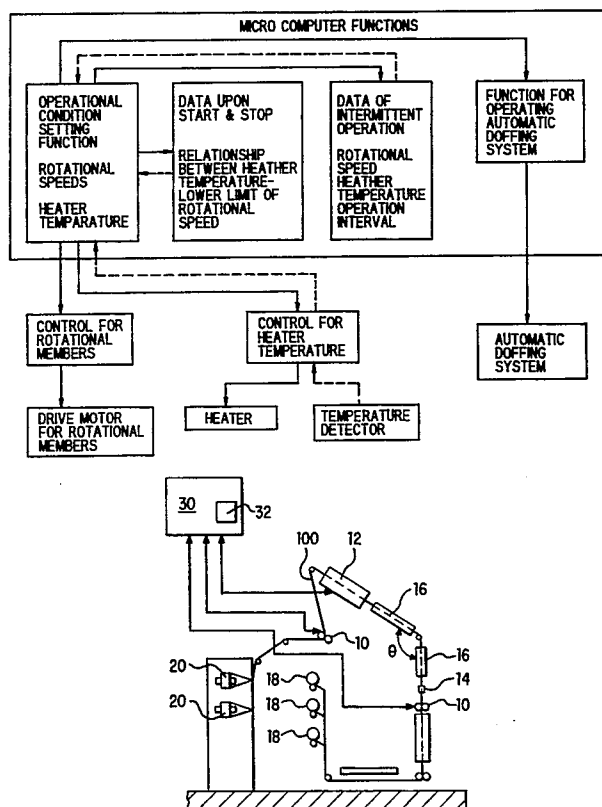 MICRO COMPUTER FUNCTIONS
OPERATIONAL
CONDITION
SETTING
FUNCTION
ROTATIONAL
SPEEDS
HEATER
TEMPARATURE
DATA UPON
START & STOP
RELATIONSHIP
BETWEEN HEATHER
TEMPERATURE-
LOWER LIMIT OF
ROTATIONAL
SPEED
DATA OF
INTERMITTENT
OPERATION
ROTATIONAL
SPEED
HEATHER
TEMPERATURE
OPERATION
INTERVAL
FUNCTION FOR
OPERATING
AUTOMATIC
DOFFING
SYSTEM
CONTROL FOR
ROTATIONAL
MEMBERS
CONTROL FOR
HEATER
TEMPERATURE
AUTOMATIC
DOFFING
SYSTEM
DRIVE MOTOR
FOR ROTATIONAL
MEMBERS
HEATER
TEMPERATURE
DETECTOR
30
32
100
12
16
10
θ
16
14
10
20
20
18
18
18